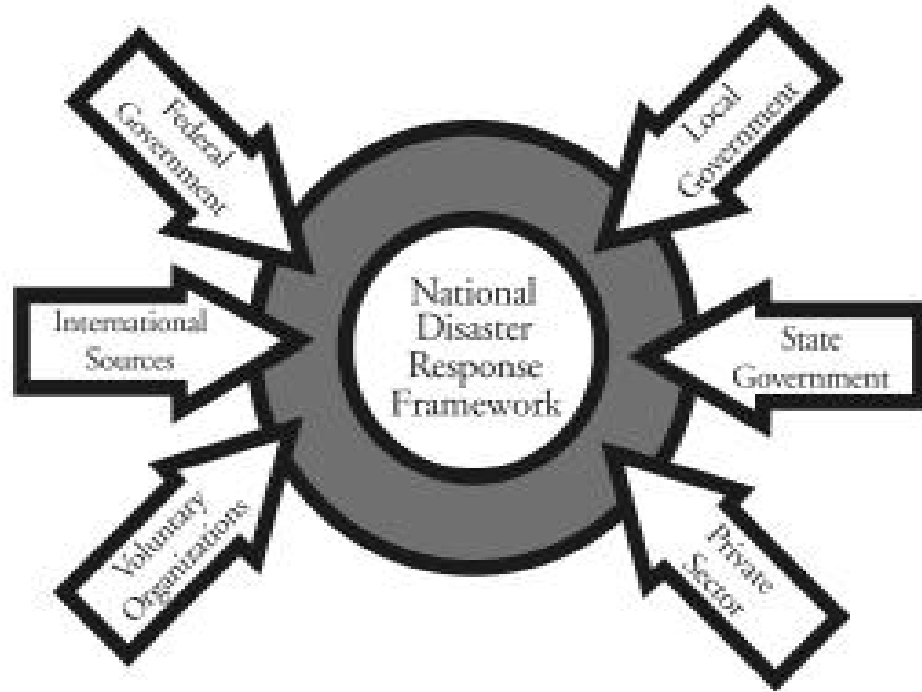 Federal
Government
Local
Government
International
Sources
National
Disaster
Response
Framework
State
Government
Voluntary
Organizations
Private
Sector